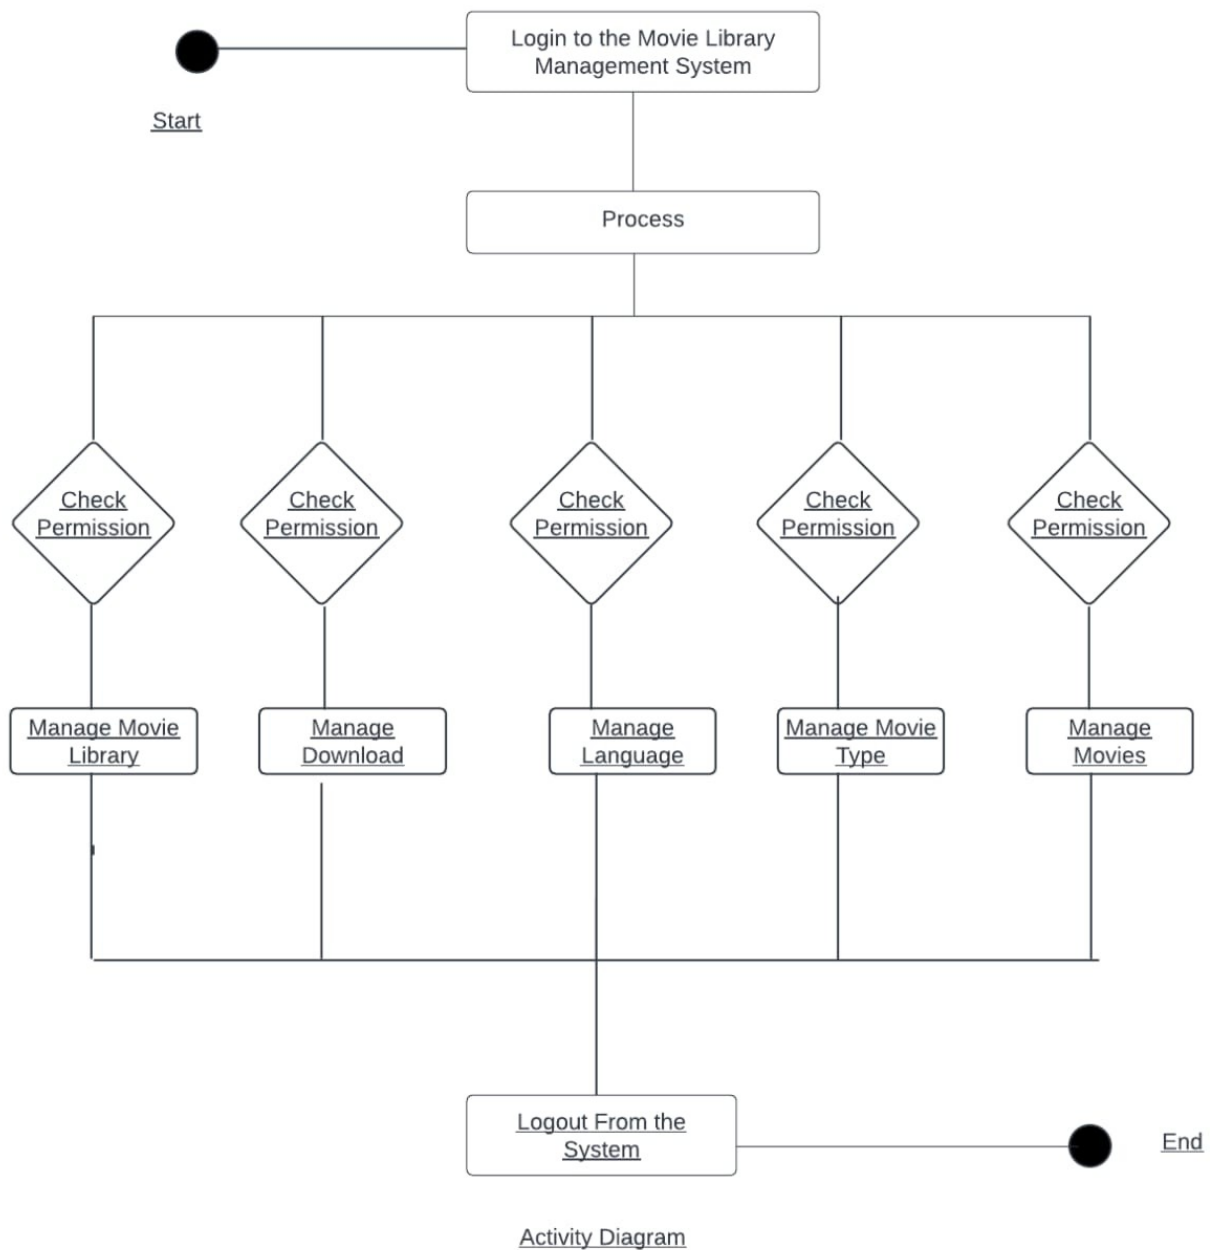 Login to the Movie Library
Management System
Start
Process
Check
Permission
Check
Permission
Check
Permission
Check
Permission
Check
Permission
Manage Movie
Library
Manage
Download
Manage
Language
Manage Movie
Type
Manage
Movies
Logout From the
System
End
Activity Diagram